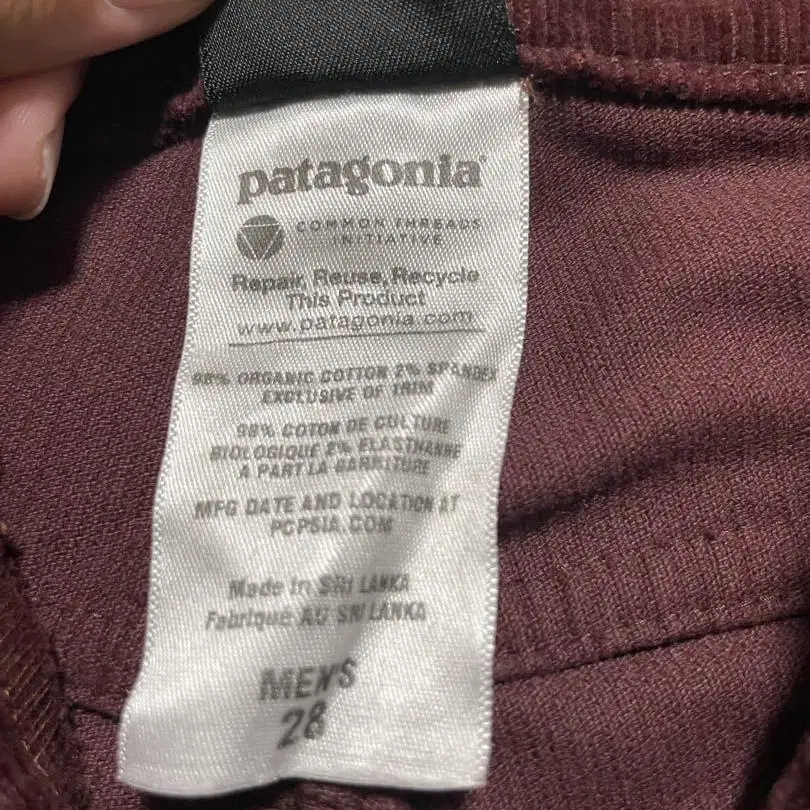 patagonia®
COMMON THREADS
INITIATIVE
Repair, Reuse, Recycle
This Product
www.patagonia.com
98% ORGANIC COTTON 2% SPANDEX
EXCLUSIVE OF TRIM
98% COTON DE CULTURE
BIOLOGIQUE 2% ELASTHANNE
A PART LA GARNITURE
MFG DATE AND LOCATION AT
PCPSIA.COM
Made in SRI LANKA
Fabriqué AU SRI LANKA
MEN'S
28